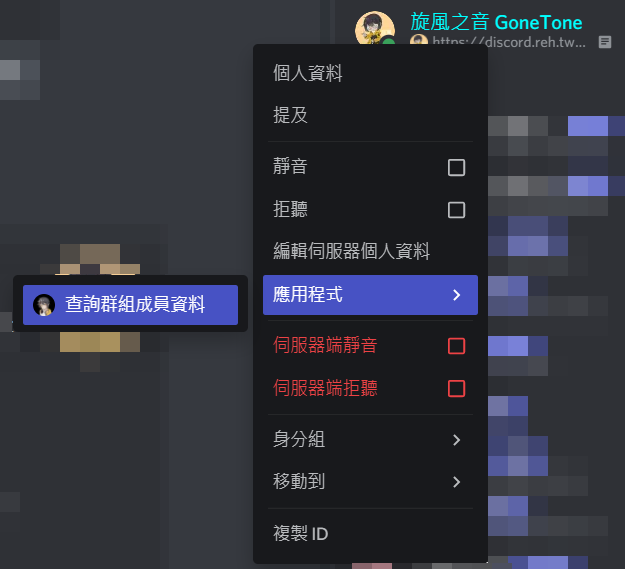 旋風之音 GoneTone
https://discord.reh.tw...
個人資料
提及
靜音
拒聽
編輯伺服器個人資料
應用程式
查詢群組成員資料
伺服器端靜音
伺服器端拒聽
身分組
移動到
複製 ID